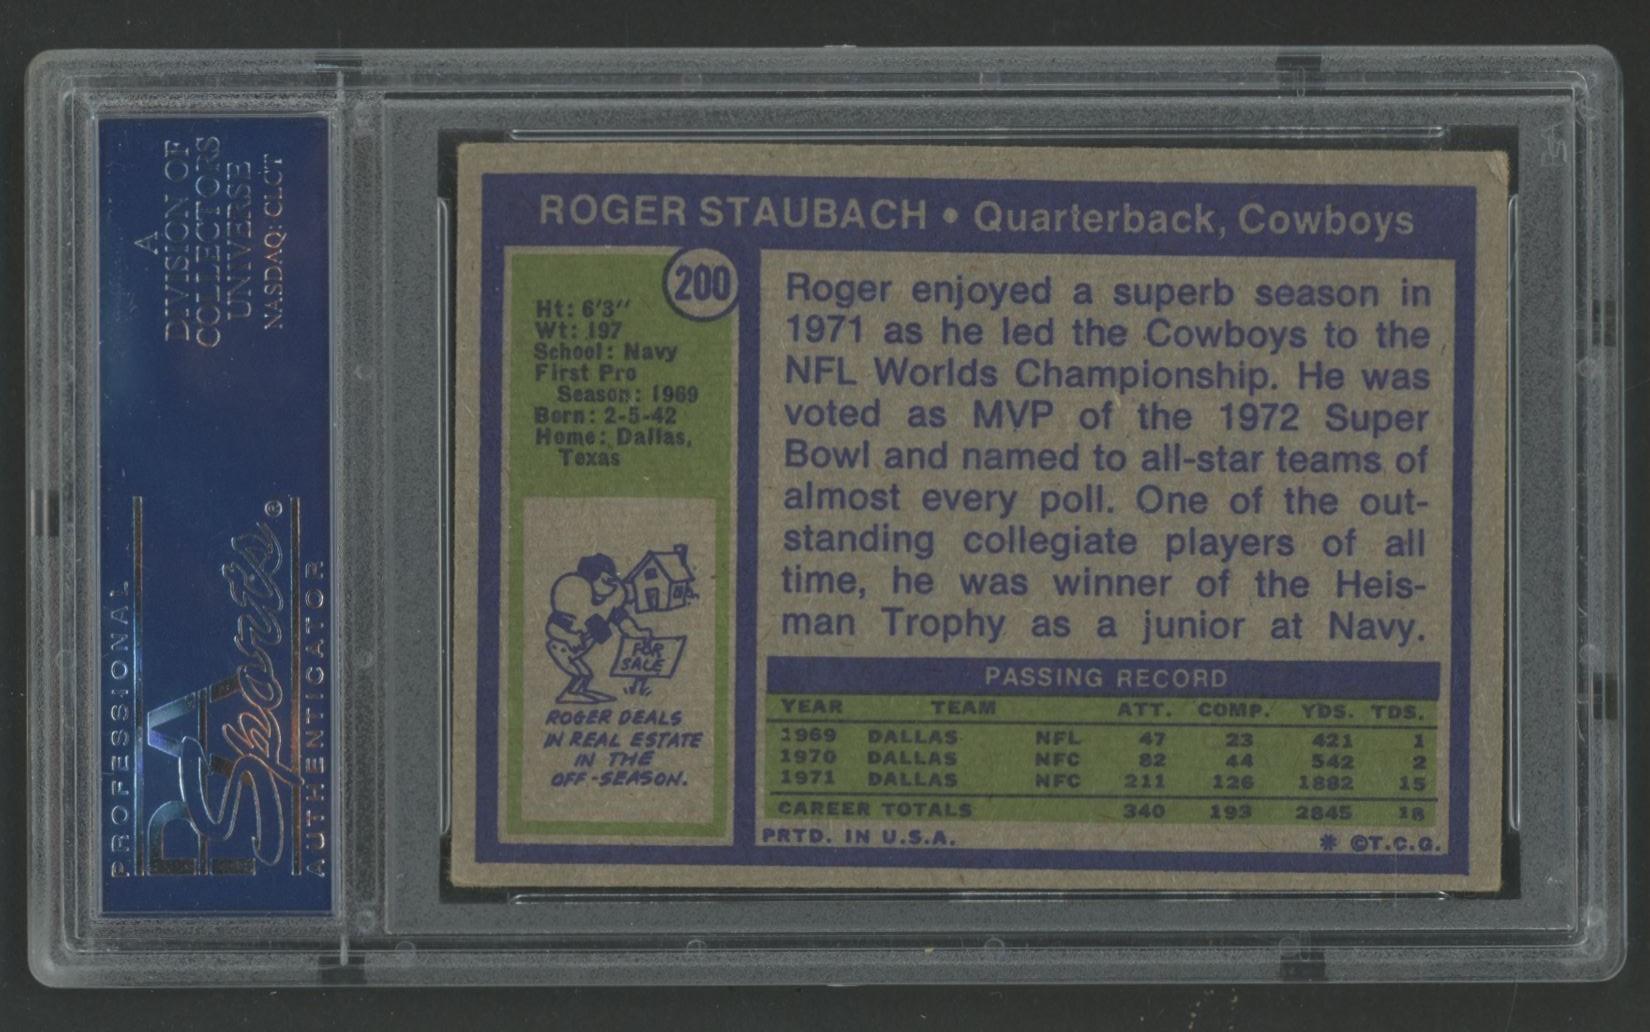 A
DIVISION OF
COLLECTORS
UNIVERSE
NASDAQ: CLCT
PROFESSIONAL
PSA
Sports®
AUTHENTICATOR
ROGER STAUBACH • Quarterback, Cowboys
200
Ht: 6'3''
Wt: 197
School: Navy
First Pro
Season: 1969
Born: 2-5-42
Home: Dallas,
Texas
FOR
SALE
ROGER DEALS
IN REAL ESTATE
IN THE
OFF-SEASON.
Roger enjoyed a superb season in
1971 as he led the Cowboys to the
NFL Worlds Championship. He was
voted as MVP of the 1972 Super
Bowl and named to all-star teams of
almost every poll. One of the out-
standing collegiate players of all
time, he was winner of the Heis-
man Trophy as a junior at Navy.
PASSING RECORD
YEAR TEAM ATT. COMP. YDS. TDS.
1969 DALLAS NFL 47 23 421 1
1970 DALLAS NFC 82 44 542 2
1971 DALLAS NFC 211 126 1882 15
CAREER TOTALS 340 193 2845 18
PRTD. IN U.S.A. * ©T.C.G.